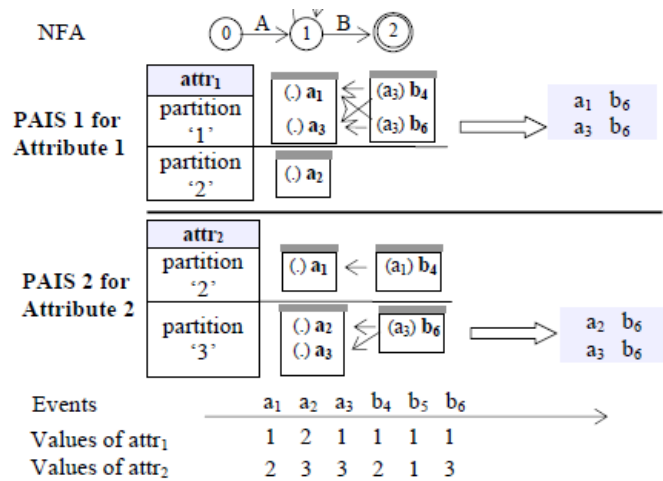 NFA
0 A 1 B 2
PAIS 1 for
Attribute 1
attr1
partition
‘1’
(.) a1
(.) a3
(a3) b4
(a3) b6
a1 b6
a3 b6
partition
‘2’
(.) a2
PAIS 2 for
Attribute 2
attr2
partition
‘2’
(.) a1
(a1) b4
partition
‘3’
(.) a2
(.) a3
(a3) b6
a2 b6
a3 b6
Events a1 a2 a3 b4 b5 b6
Values of attr1 1 2 1 1 1 1
Values of attr2 2 3 3 2 1 3